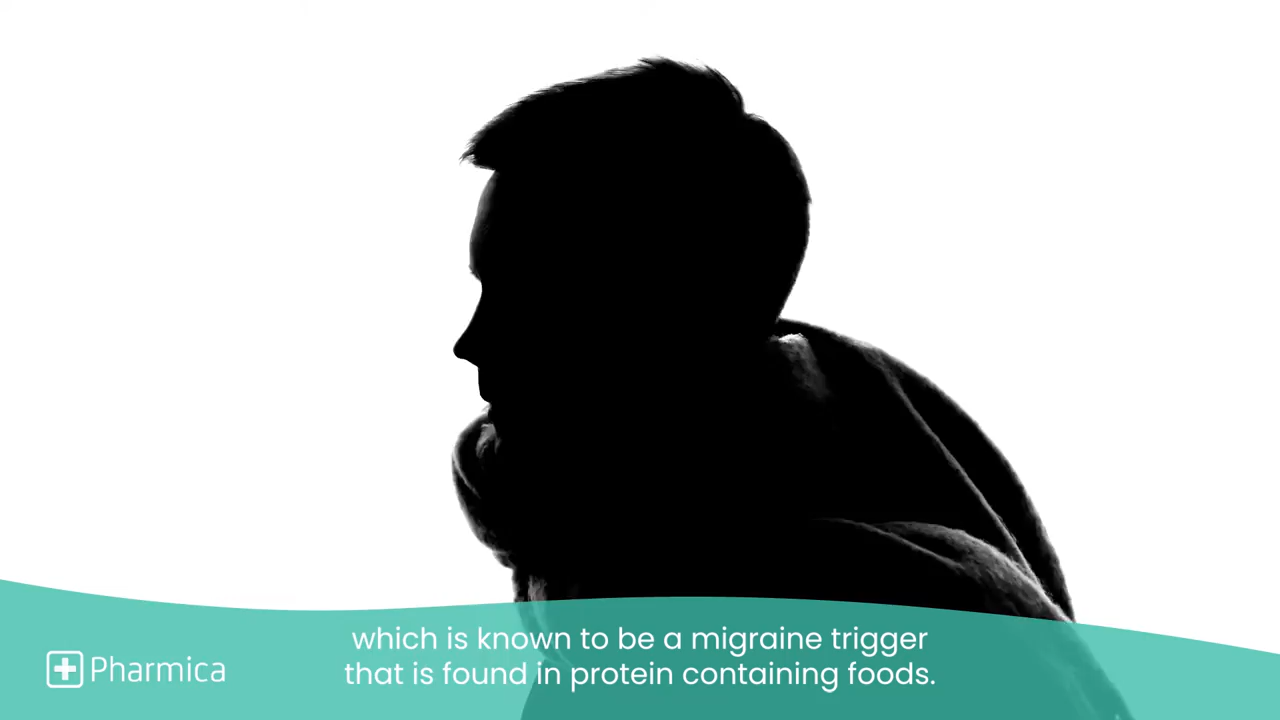 which is known to be a migraine trigger
that is found in protein containing foods.
Pharmica